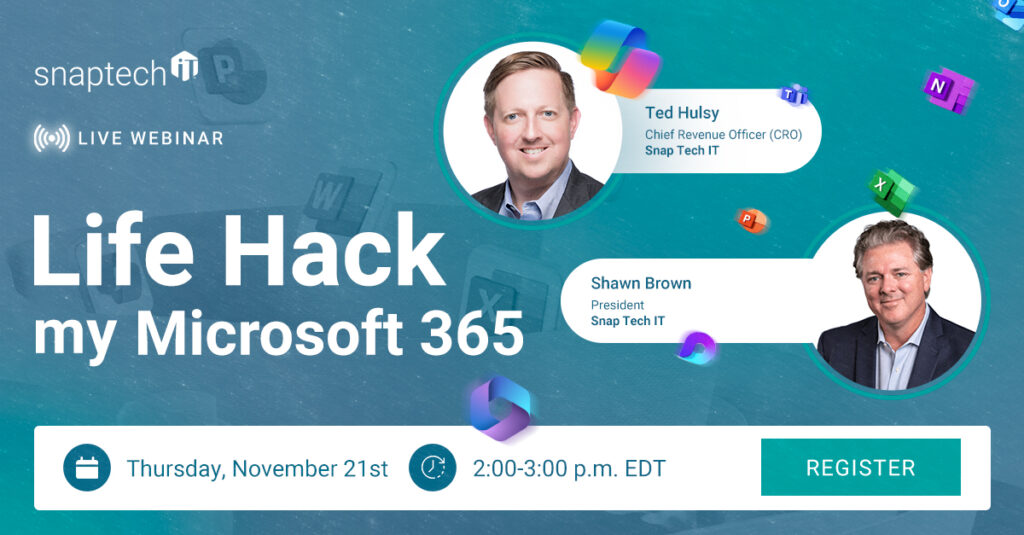 snaptech IT
LIVE WEBINAR
Life Hack
my Microsoft 365
Ted Hulsy
Chief Revenue Officer (CRO)
Snap Tech IT
Shawn Brown
President
Snap Tech IT
Thursday, November 21st
2:00-3:00 p.m. EDT
REGISTER
P
W
X
T
N
X
P